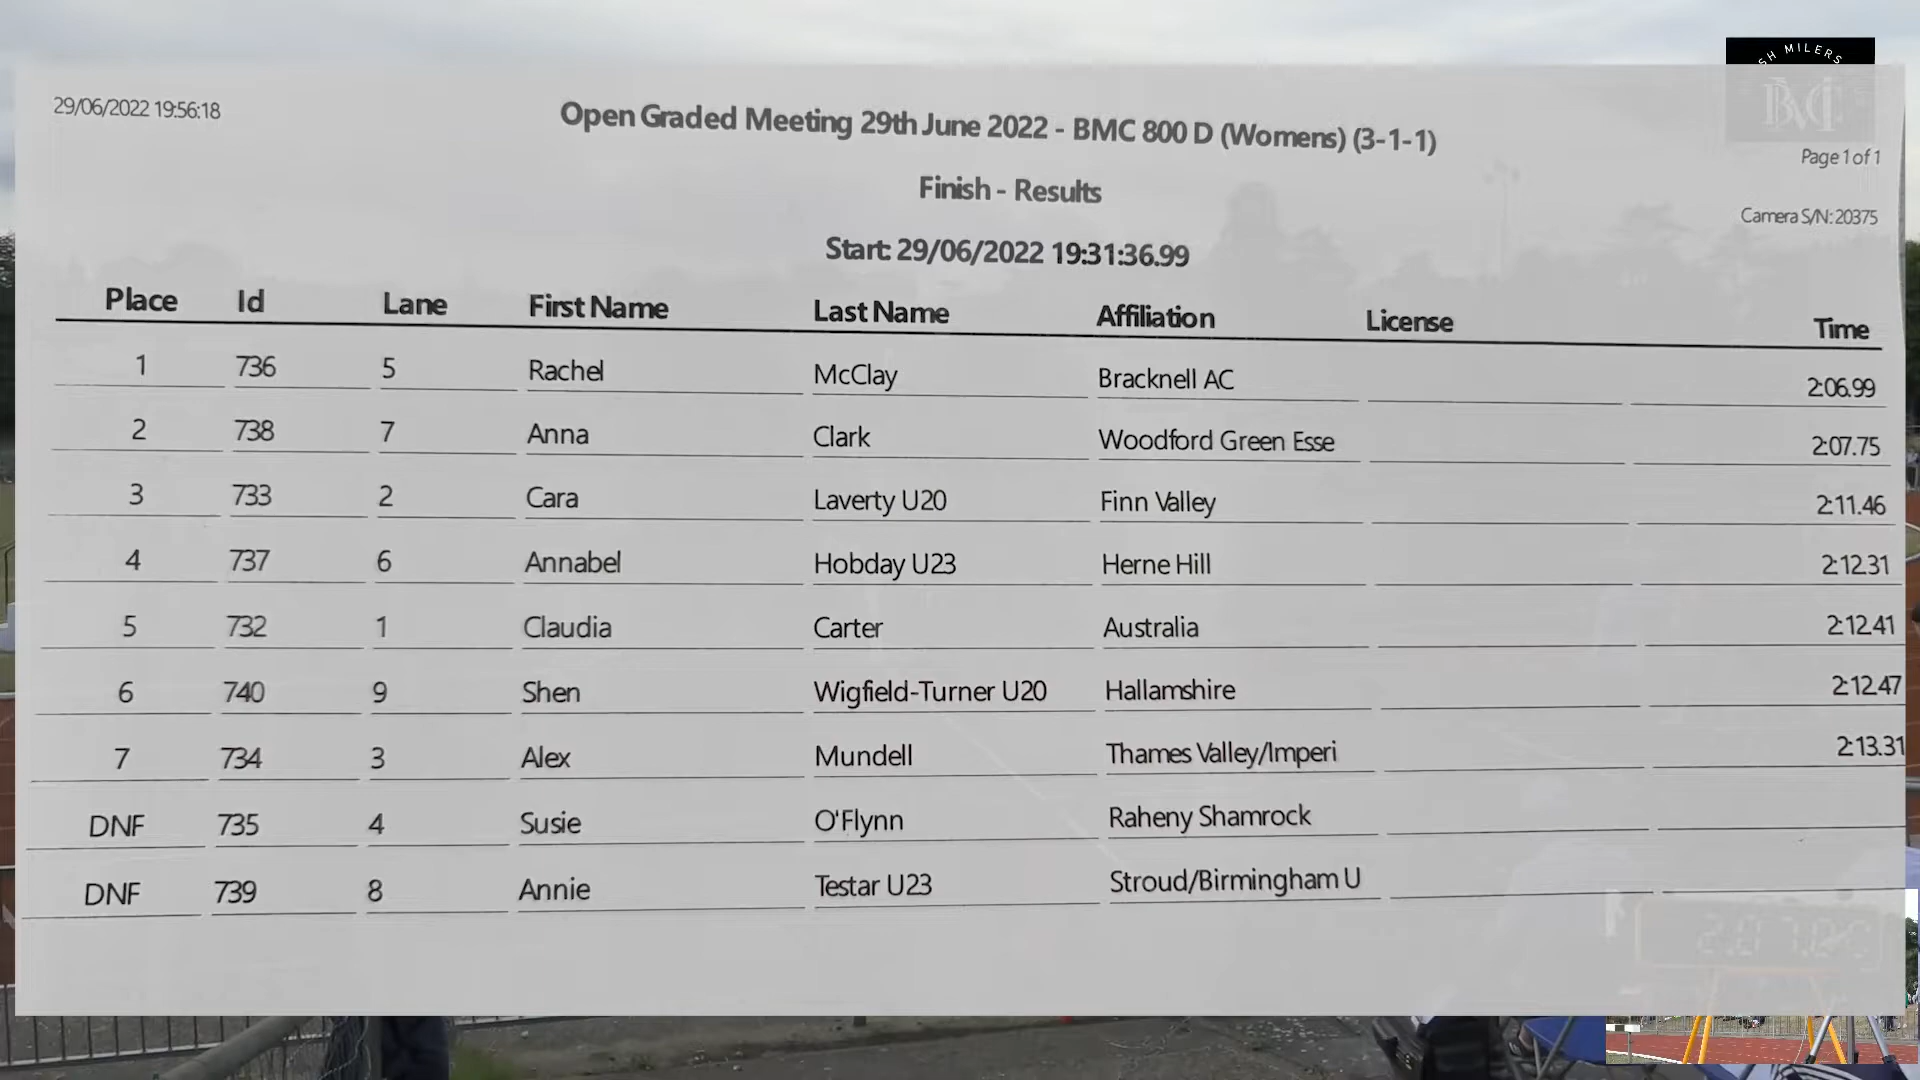 SH MILERS
BMC
29/06/2022 19:56:18
Open Graded Meeting 29th June 2022 - BMC 800 D (Womens) (3-1-1)
Page 1 of 1
Finish - Results
Camera S/N: 20375
Start: 29/06/2022 19:31:36.99
Place Id Lane First Name Last Name Affiliation License Time
1 736 5 Rachel McClay Bracknell AC 2:06.99
2 738 7 Anna Clark Woodford Green Esse 2:07.75
3 733 2 Cara Laverty U20 Finn Valley 2:11.46
4 737 6 Annabel Hobday U23 Herne Hill 2:12.31
5 732 1 Claudia Carter Australia 2:12.41
6 740 9 Shen Wigfield-Turner U20 Hallamshire 2:12.47
7 734 3 Alex Mundell Thames Valley/Imperi 2:13.31
DNF 735 4 Susie O'Flynn Raheny Shamrock
DNF 739 8 Annie Testar U23 Stroud/Birmingham U